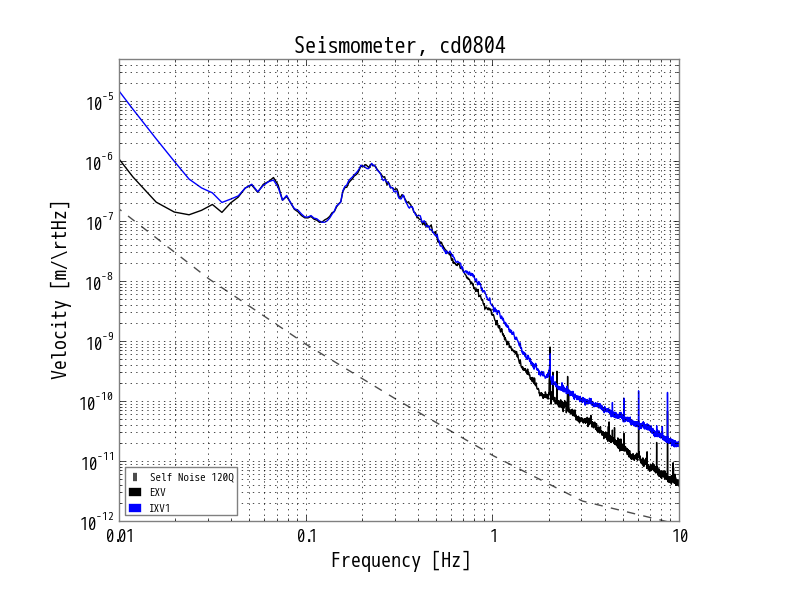 Seismometer, cd0804
Velocity [m/\rtHz]
10-5
10-6
10-7
10-8
10-9
10-10
10-11
10-12
Self Noise 120Q
EXV
IXV1
0.01
0.1
1
10
Frequency [Hz]